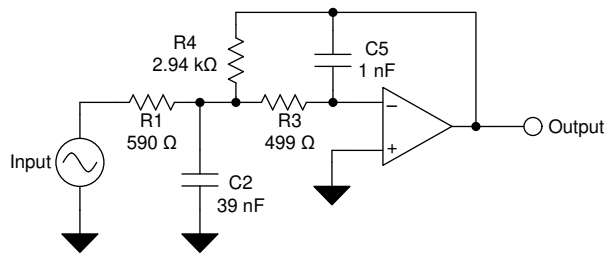 R4
2.94 kΩ
C5
1 nF
R1
590 Ω
R3
499 Ω
−
+
Output
Input
C2
39 nF